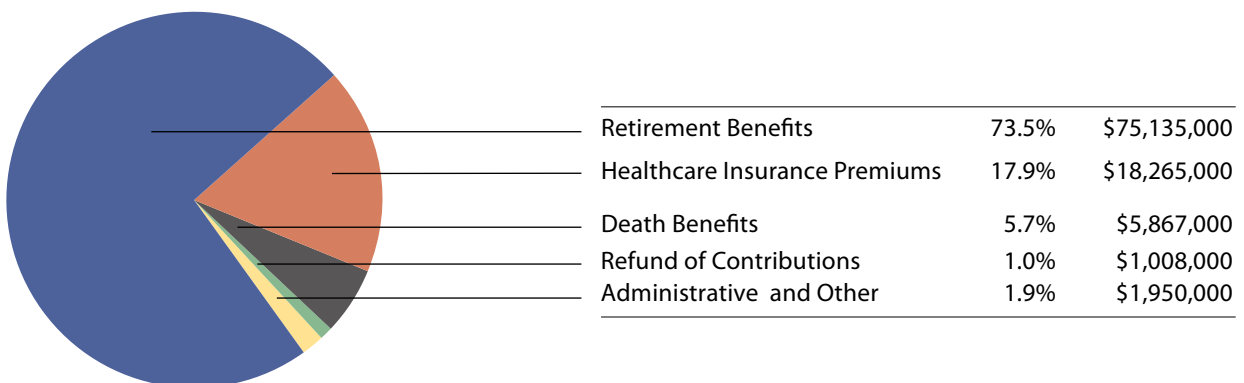 Retirement Benefits 73.5% $75,135,000
Healthcare Insurance Premiums 17.9% $18,265,000
Death Benefits 5.7% $5,867,000
Refund of Contributions 1.0% $1,008,000
Administrative and Other 1.9% $1,950,000